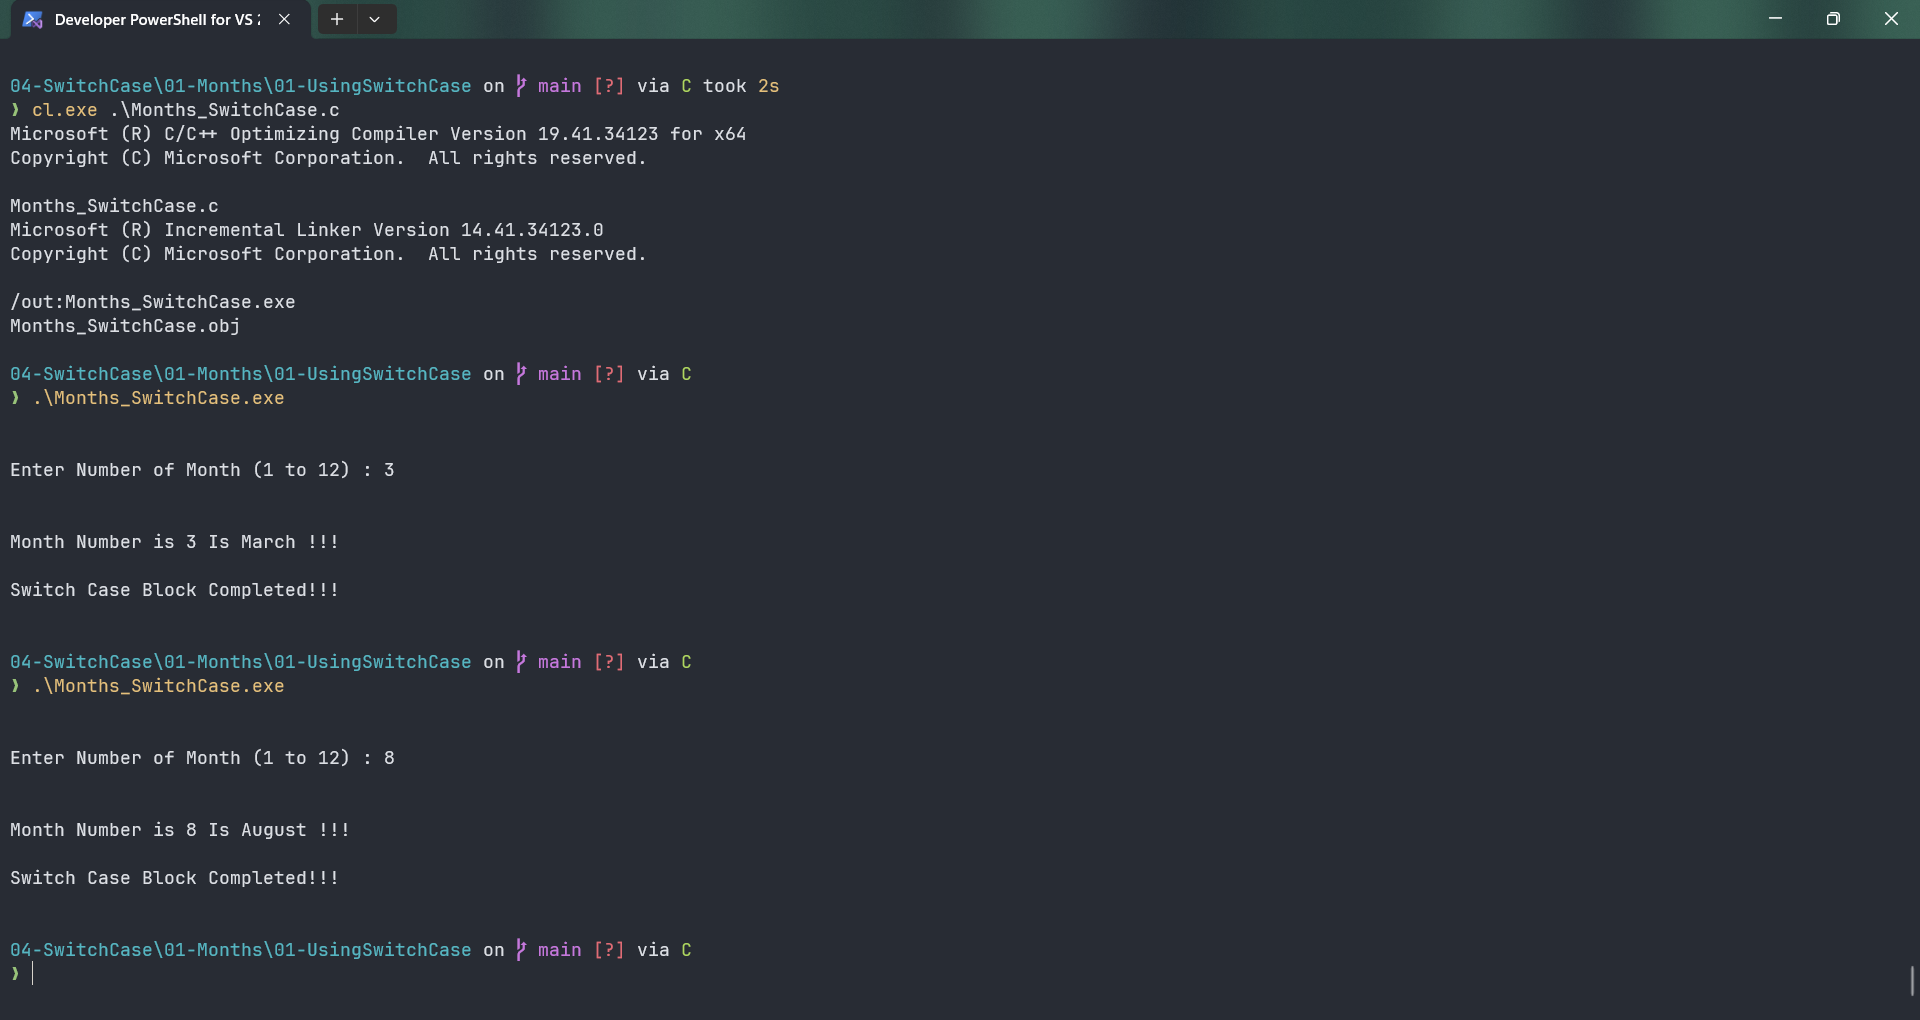 Developer PowerShell for VS 2
04-SwitchCase\01-Months\01-UsingSwitchCase on main [?] via C took 2s
❯ cl.exe .\Months_SwitchCase.c
Microsoft (R) C/C++ Optimizing Compiler Version 19.41.34123 for x64
Copyright (C) Microsoft Corporation.  All rights reserved.
Months_SwitchCase.c
Microsoft (R) Incremental Linker Version 14.41.34123.0
Copyright (C) Microsoft Corporation.  All rights reserved.
/out:Months_SwitchCase.exe
Months_SwitchCase.obj
04-SwitchCase\01-Months\01-UsingSwitchCase on main [?] via C
❯ .\Months_SwitchCase.exe
Enter Number of Month (1 to 12) : 3
Month Number is 3 Is March !!!
Switch Case Block Completed!!!
04-SwitchCase\01-Months\01-UsingSwitchCase on main [?] via C
❯ .\Months_SwitchCase.exe
Enter Number of Month (1 to 12) : 8
Month Number is 8 Is August !!!
Switch Case Block Completed!!!
04-SwitchCase\01-Months\01-UsingSwitchCase on main [?] via C
❯